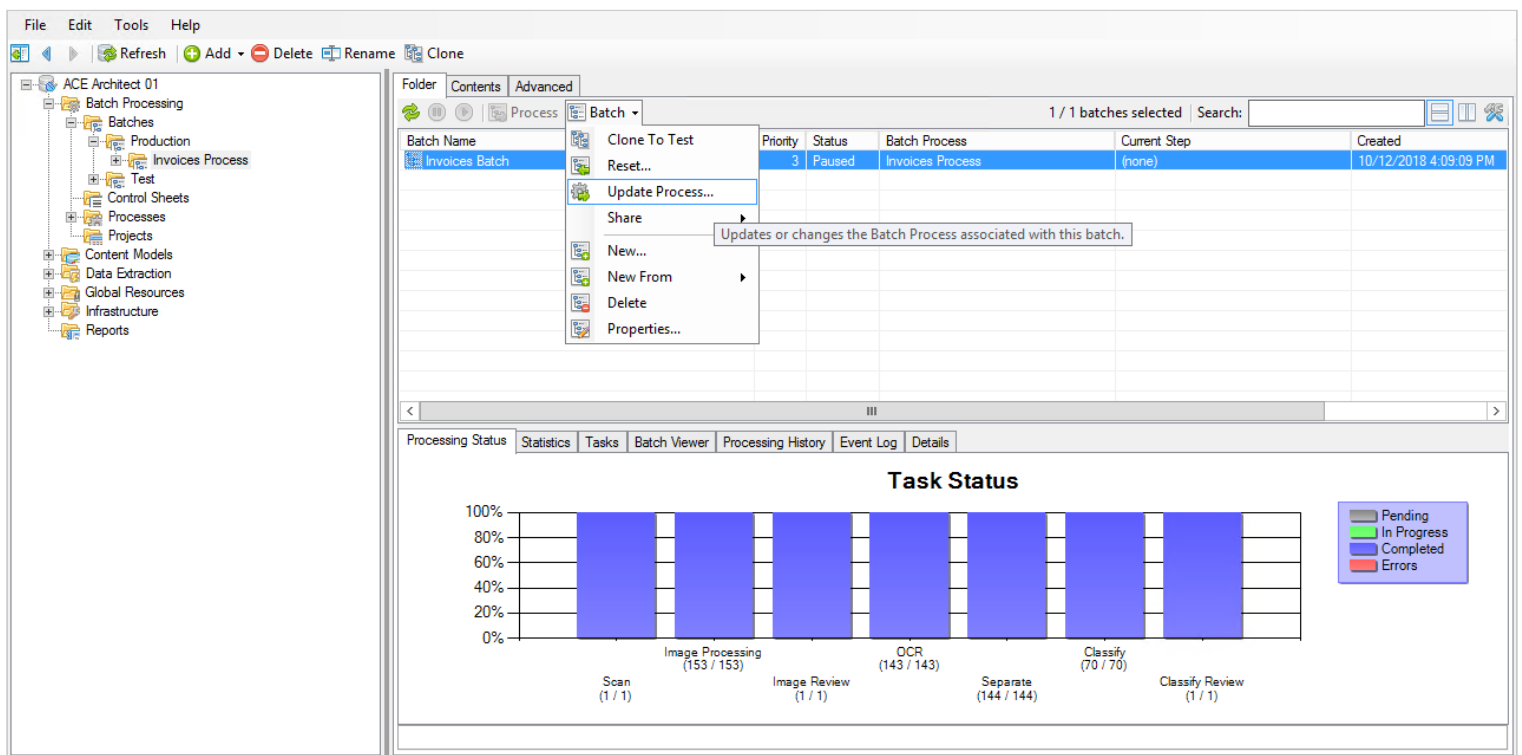 File Edit Tools Help
Refresh Add Delete Rename Clone
ACE Architect 01
Batch Processing
Batches
Production
Invoices Process
Test
Control Sheets
Processes
Projects
Content Models
Data Extraction
Global Resources
Infrastructure
Reports
Folder Contents Advanced
Process Batch 1 / 1 batches selected Search:
Batch Name Priority Status Batch Process Current Step Created
Invoices Batch 3 Paused Invoices Process (none) 10/12/2018 4:09:09 PM
Clone To Test
Reset...
Update Process...
Share
Updates or changes the Batch Process associated with this batch.
New...
New From
Delete
Properties...
Processing Status Statistics Tasks Batch Viewer Processing History Event Log Details
Task Status
100%
80%
60%
40%
20%
0%
Scan
(1 / 1)
Image Processing
(153 / 153)
Image Review
(1 / 1)
OCR
(143 / 143)
Separate
(144 / 144)
Classify
(70 / 70)
Classify Review
(1 / 1)
Pending
In Progress
Completed
Errors